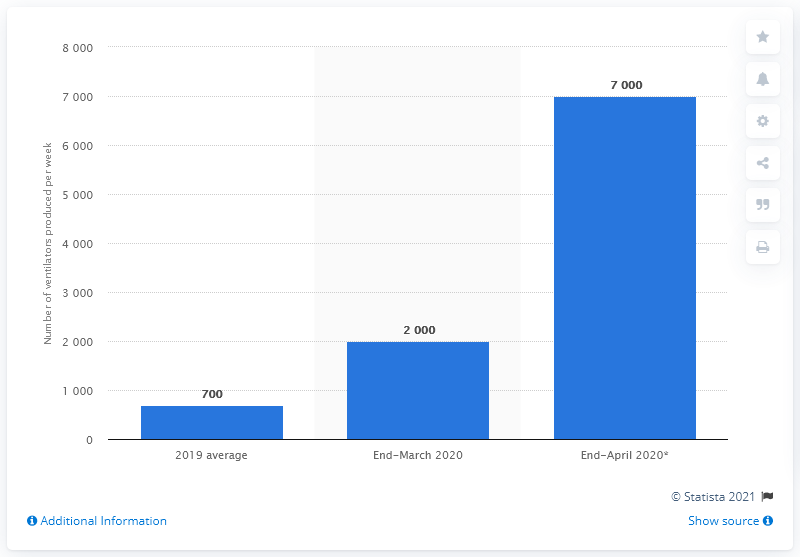 8 000
7 000
6 000
5 000
4 000
3 000
2 000
1 000
0
Number of ventilators produced per week
700
2 000
7 000
2019 average
End-March 2020
End-April 2020*
© Statista 2021
Additional Information
Show source